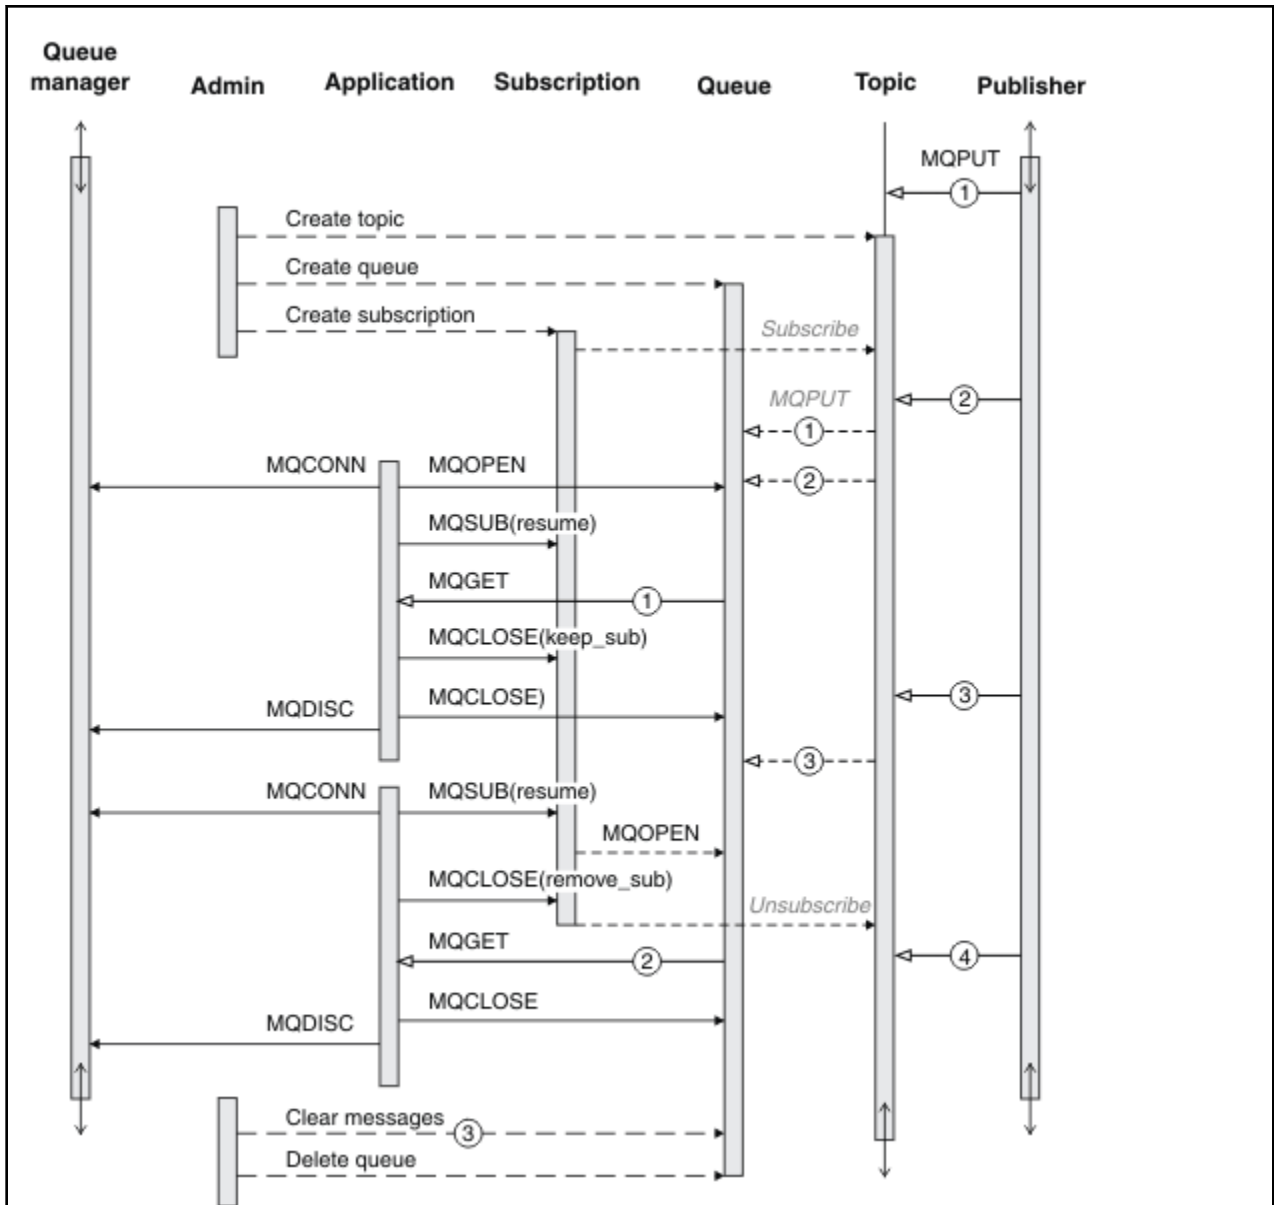 Queue
manager
Admin
Application
Subscription
Queue
Topic
Publisher
MQPUT
1
Create topic
Create queue
Create subscription
Subscribe
MQPUT
2
1
MQCONN
MQOPEN
2
MQSUB(resume)
MQGET
1
MQCLOSE(keep_sub)
MQDISC
MQCLOSE)
3
3
MQCONN
MQSUB(resume)
MQOPEN
MQCLOSE(remove_sub)
Unsubscribe
MQGET
2
4
MQCLOSE
MQDISC
Clear messages
3
Delete queue